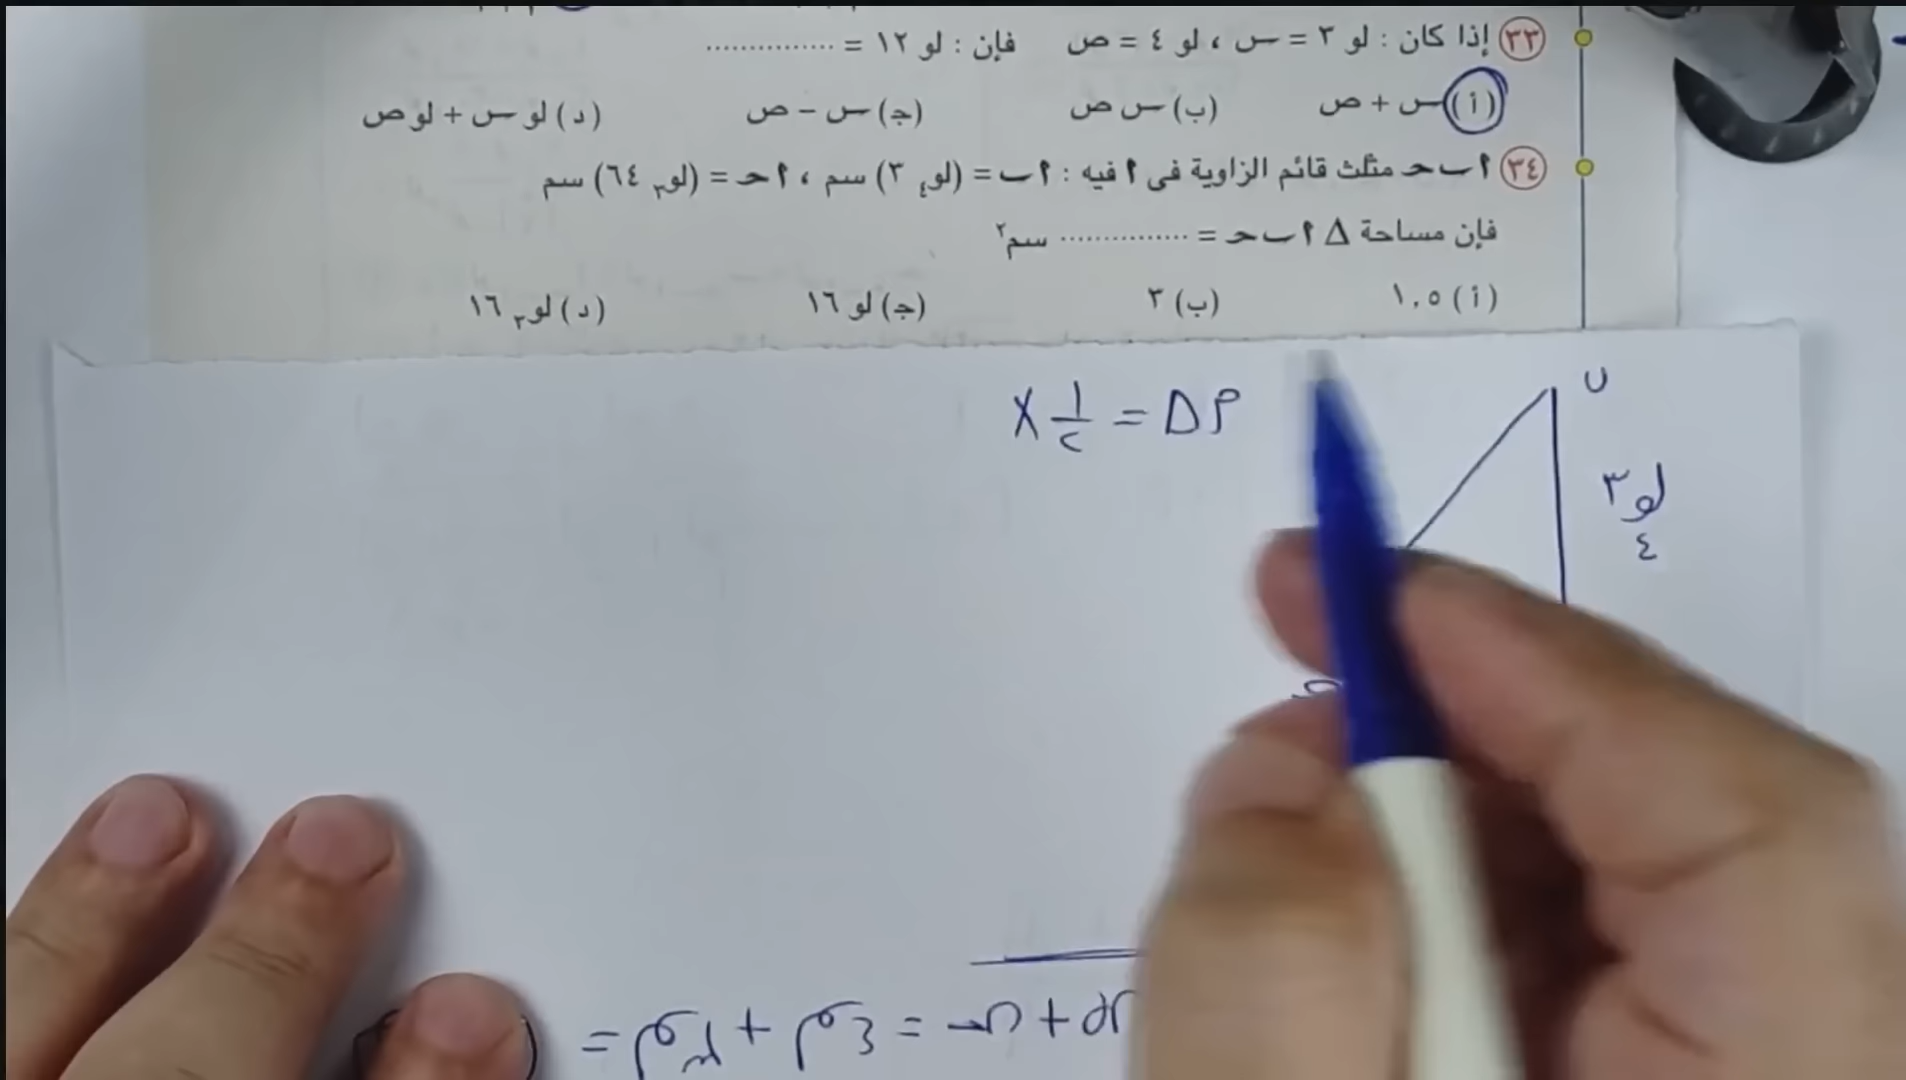 ٣٣ إذا كان : لو ٣ = س ، لو ٤ = ص فإن : لو ١٢ = ...............
(أ) س + ص (ب) س ص (جـ) س - ص (د) لو س + لو ص
٣٤ ا ب حـ مثلث قائم الزاوية فى ا فيه : ا ب = (لو٤ ٣) سم ، ا حـ = (لو٣ ٦٤) سم
فإن مساحة Δ ا ب حـ = ............... سم٢
(أ) ١,٥ (ب) ٣ (جـ) لو ١٦ (د) لو٣ ١٦
م Δ = ١/٢ ×
ب
لو٤ ٣